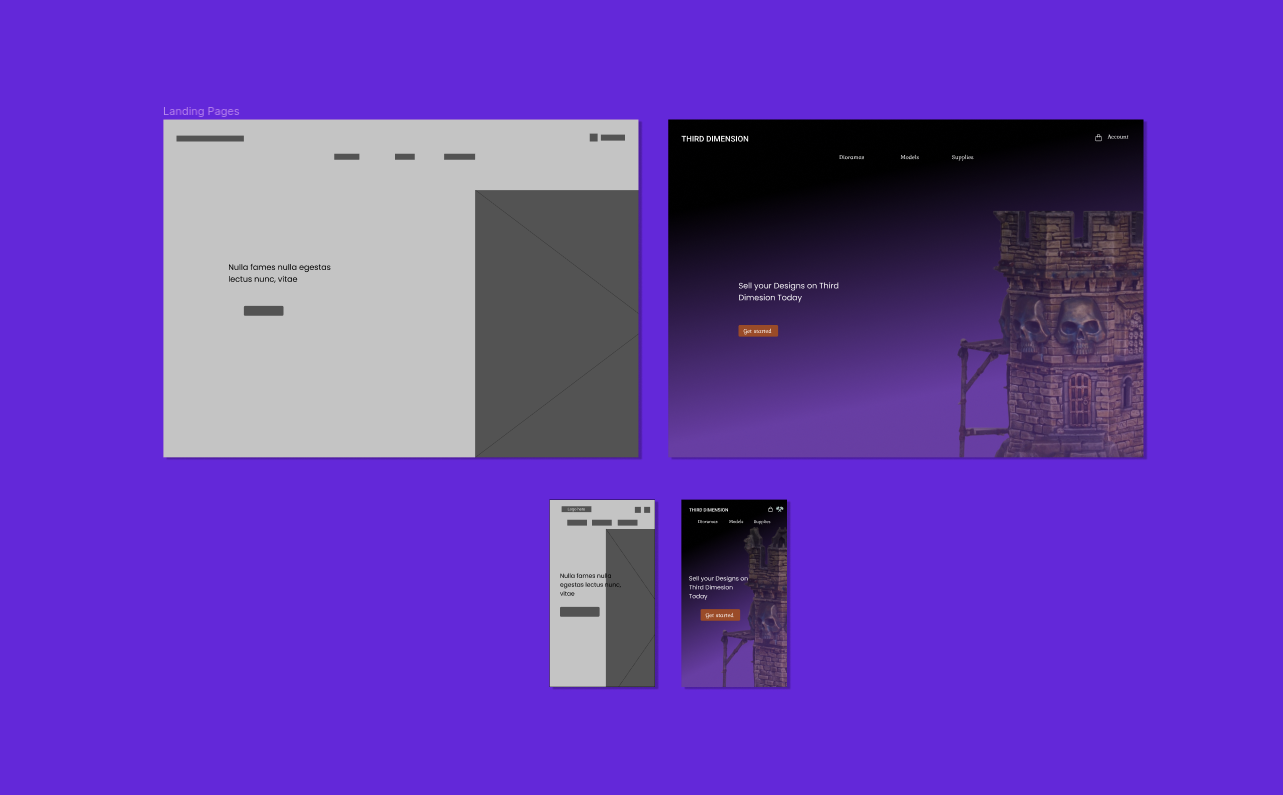 Landing Pages
Nulla fames nulla egestas
lectus nunc, vitae
THIRD DIMENSION
Account
Dioramas Models Supplies
Sell your Designs on Third
Dimesion Today
Get started
Nulla fames nulla
egestas lectus nunc,
vitae
THIRD DIMENSION
Dioramas Models Supplies
Sell your Designs on
Third Dimesion
Today
Get started